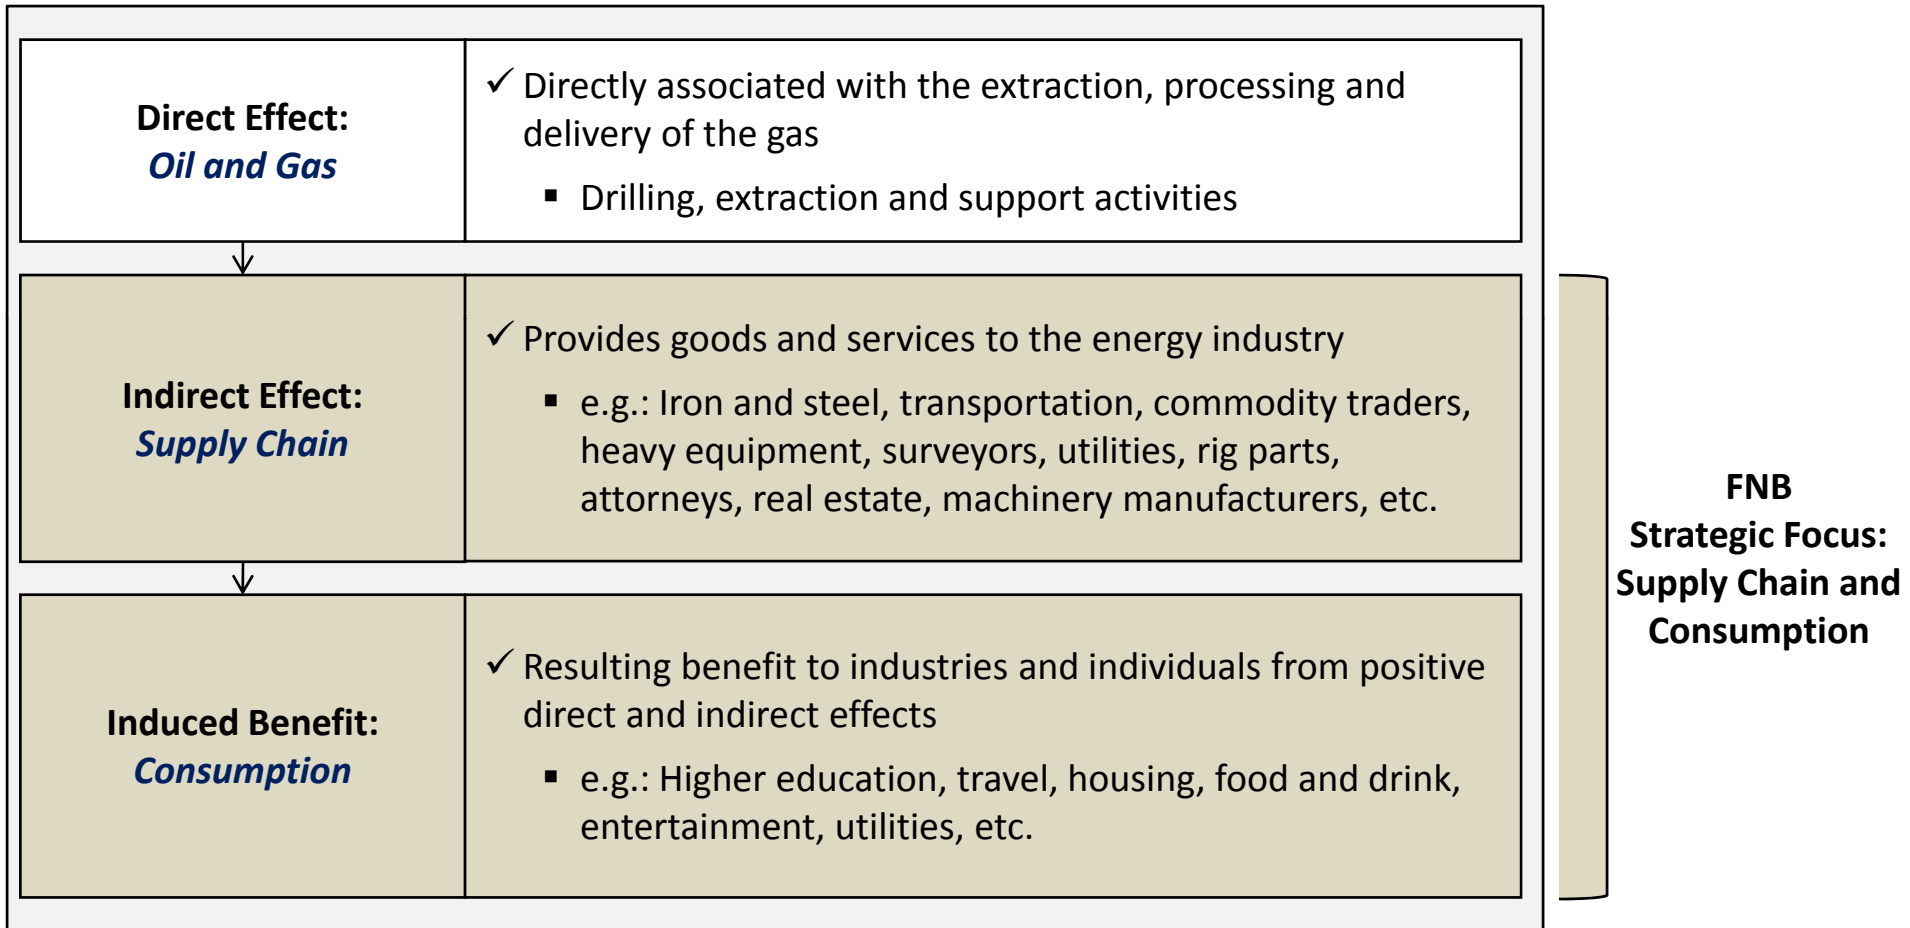 Direct Effect:
Oil and Gas
✓ Directly associated with the extraction, processing and
delivery of the gas
▪ Drilling, extraction and support activities
Indirect Effect:
Supply Chain
✓ Provides goods and services to the energy industry
▪ e.g.: Iron and steel, transportation, commodity traders,
heavy equipment, surveyors, utilities, rig parts,
attorneys, real estate, machinery manufacturers, etc.
Induced Benefit:
Consumption
✓ Resulting benefit to industries and individuals from positive
direct and indirect effects
▪ e.g.: Higher education, travel, housing, food and drink,
entertainment, utilities, etc.
FNB
Strategic Focus:
Supply Chain and
Consumption